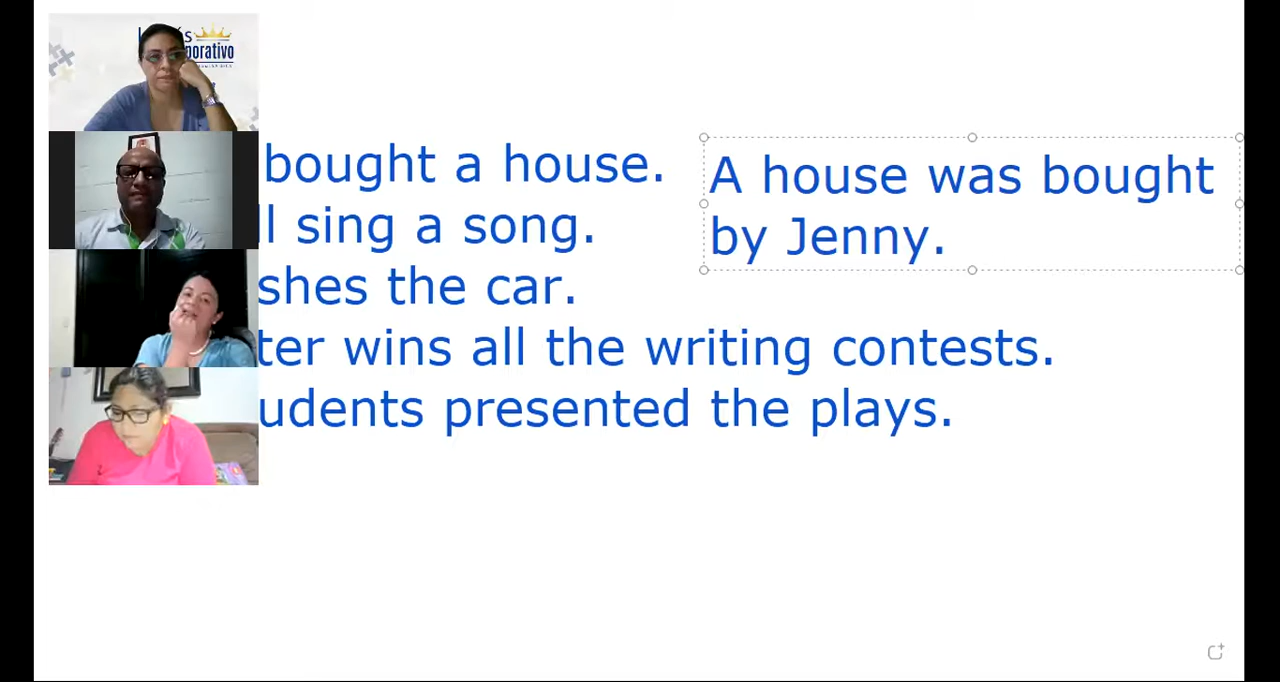 bought a house.
ll sing a song.
shes the car.
ter wins all the writing contests.
udents presented the plays.
A house was bought
by Jenny.